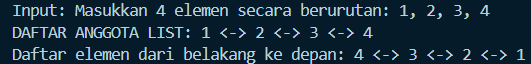 Input: Masukkan 4 elemen secara berurutan: 1, 2, 3, 4
DAFTAR ANGGOTA LIST: 1 <-> 2 <-> 3 <-> 4
Daftar elemen dari belakang ke depan: 4 <-> 3 <-> 2 <-> 1